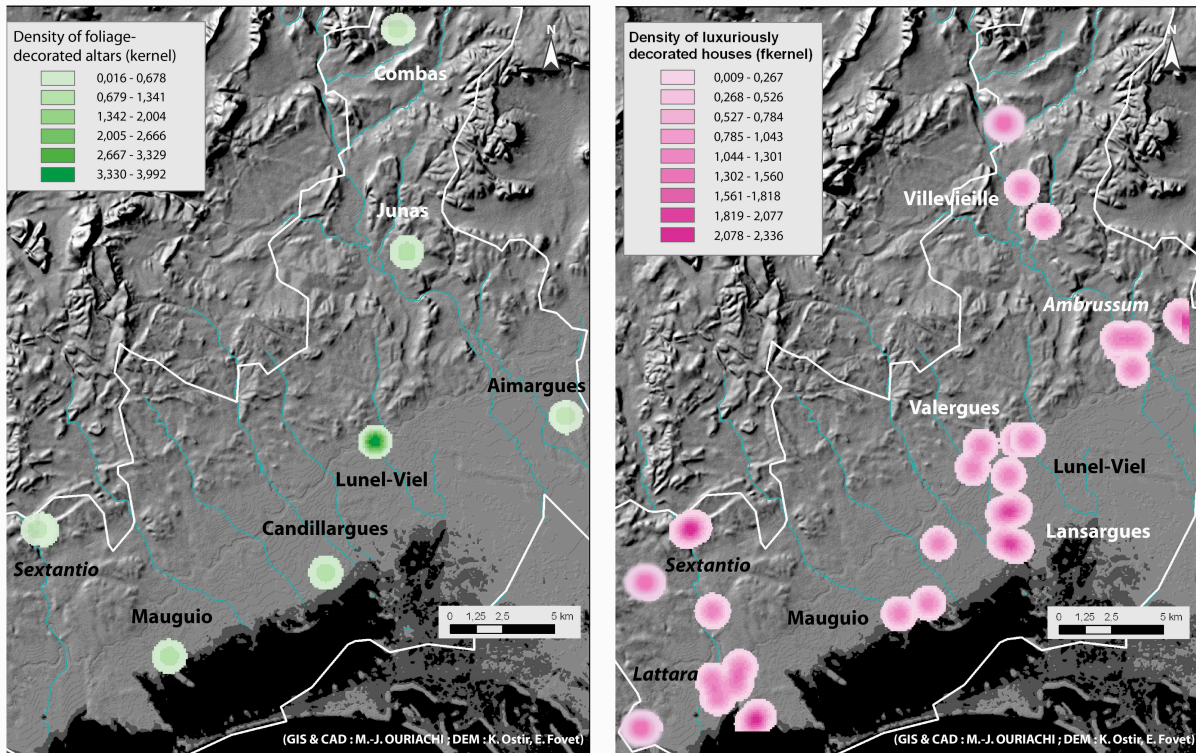 Density of foliage-
decorated altars (kernel)
0,016 - 0,678
0,679 - 1,341
1,342 - 2,004
2,005 - 2,666
2,667 - 3,329
3,330 - 3,992
N
Combas
Junas
Aimargues
Lunel-Viel
Candillargues
Sextantio
Mauguio
0 1,25 2.5 5 km
(GIS & CAD : M.-J. OURIACHI ; DEM : K. Ostir, E. Fovet)
Density of luxuriously
decorated houses (fkernel)
0,009 - 0,267
0,268 - 0,526
0,527 - 0,784
0,785 - 1,043
1,044 - 1,301
1,302 - 1,560
1,561 -1,818
1,819 - 2,077
2,078 - 2,336
N
Villevieille
Ambrussum
Valergues
Lunel-Viel
Lansargues
Sextantio
Mauguio
Lattara
0 1,25 2.5 5 km
(GIS & CAD : M.-J. OURIACHI ; DEM : K. Ostir, E. Fovet)